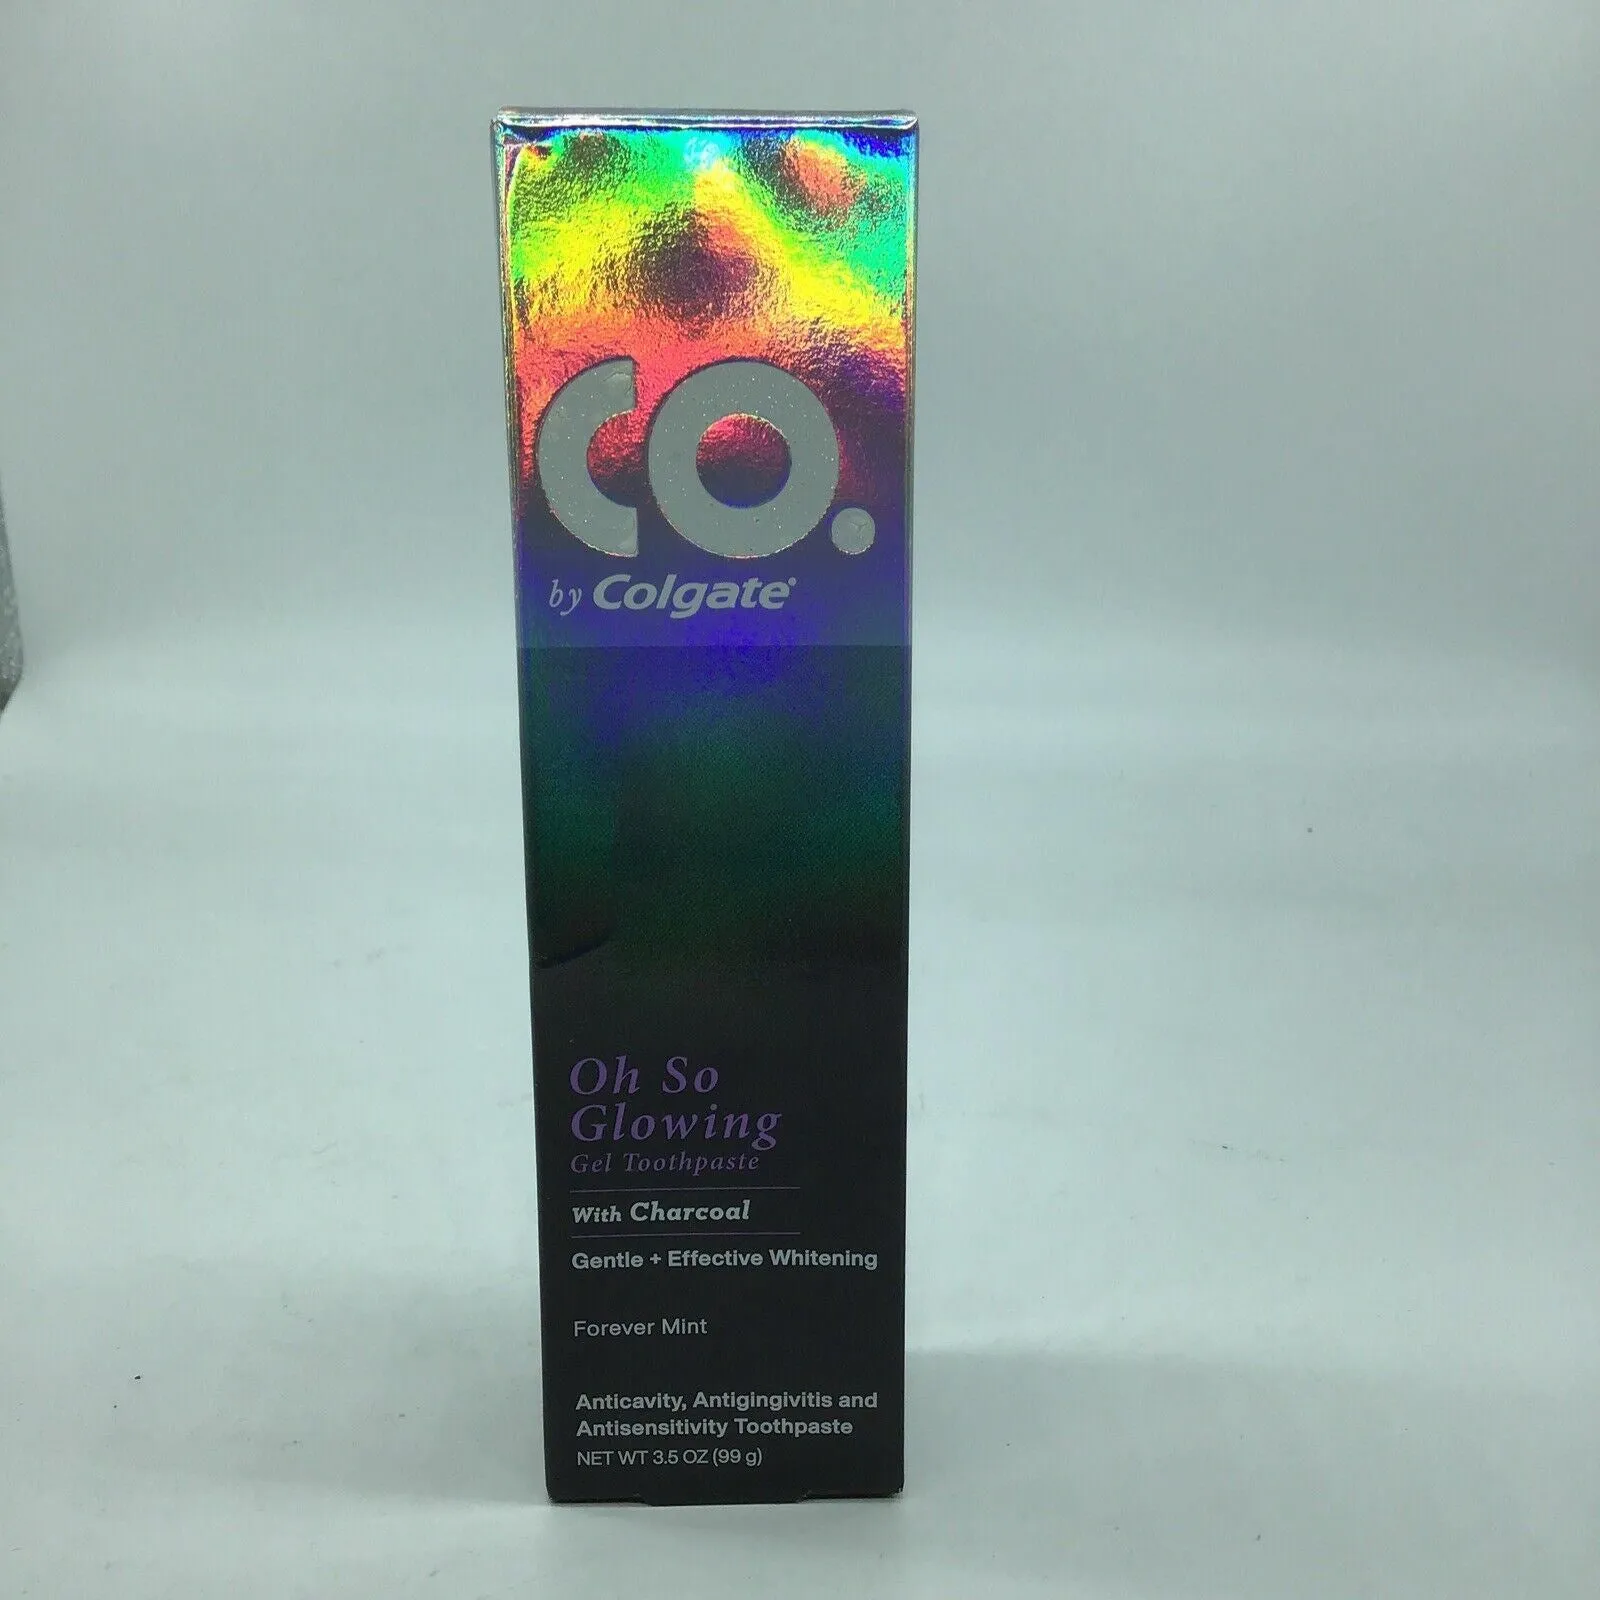 CO.
by Colgate®
Oh So
Glowing
Gel Toothpaste
With Charcoal
Gentle + Effective Whitening
Forever Mint
Anticavity, Antigingivitis and
Antisensitivity Toothpaste
NET WT 3.5 OZ (99 g)